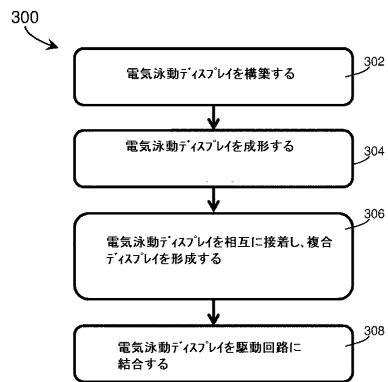 300
302
電気泳動ディスプレイを構築する
304
電気泳動ディスプレイを成形する
306
電気泳動ディスプレイを相互に接着し、複合
ディスプレイを形成する
308
電気泳動ディスプレイを駆動回路に
結合する